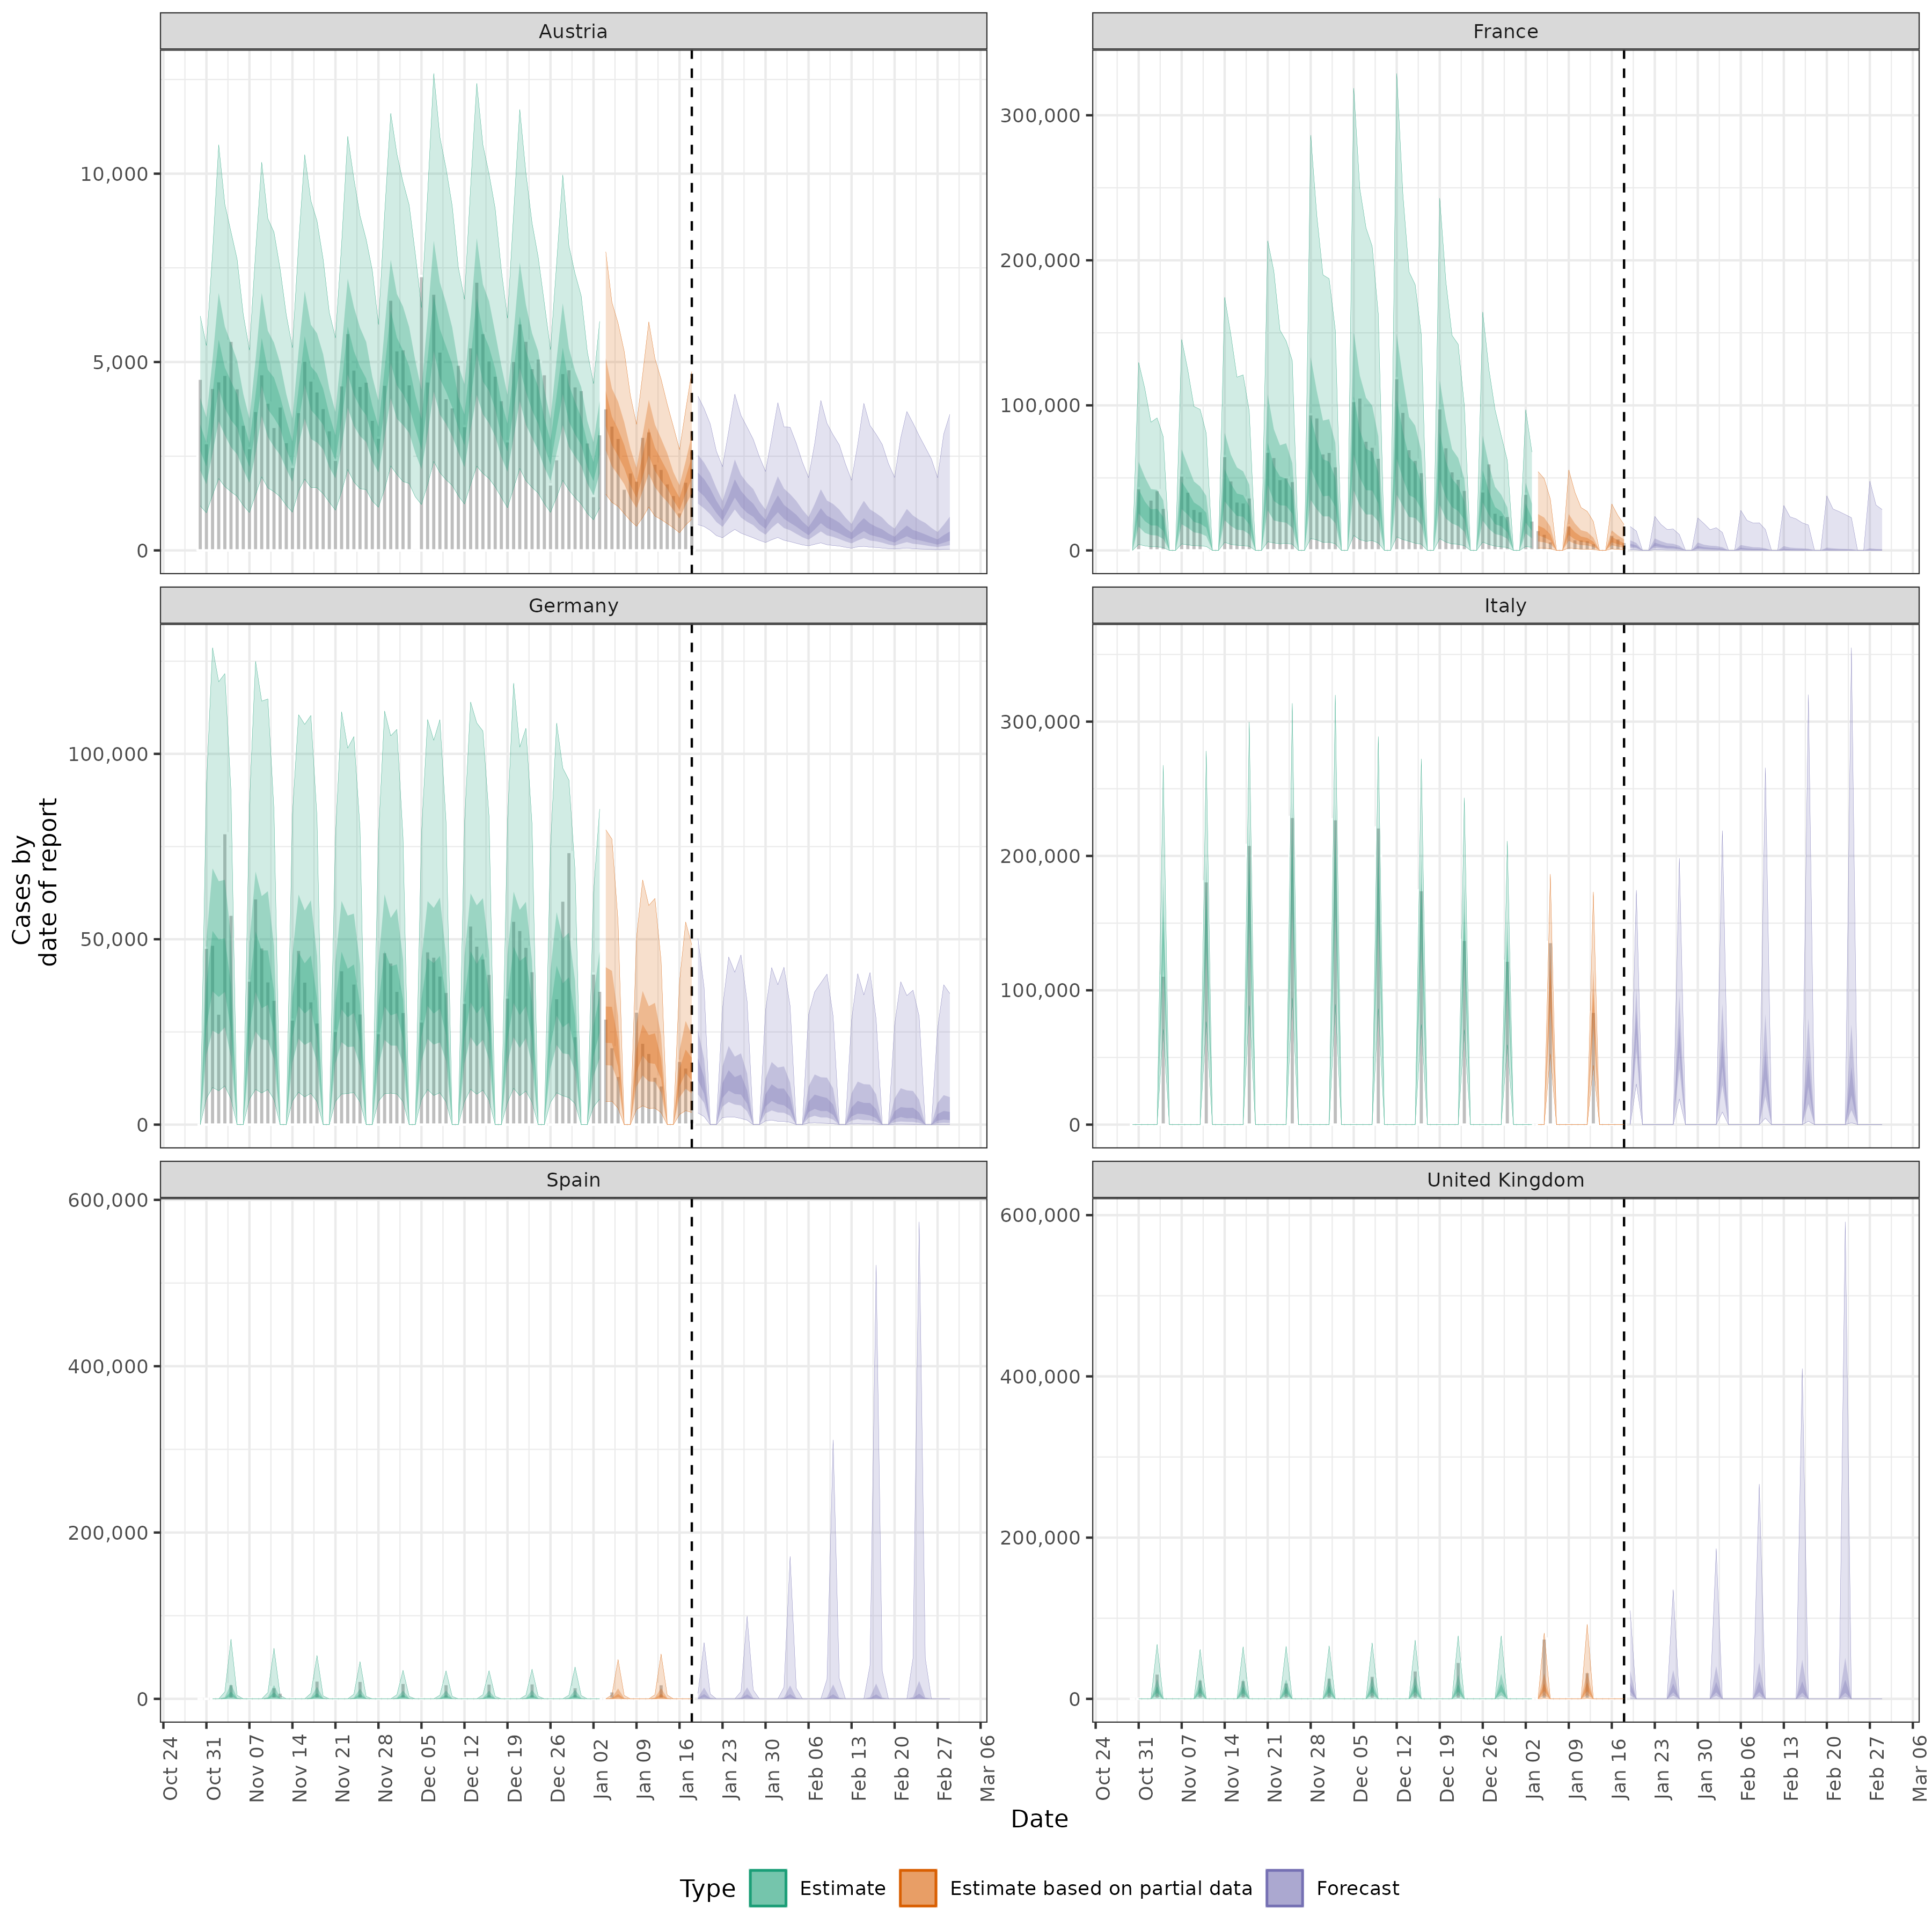 Austria
France
10,000
5,000
0
300,000
200,000
100,000
0
Germany
Italy
100,000
50,000
0
300,000
200,000
100,000
0
Cases by
date of report
Spain
United Kingdom
600,000
400,000
200,000
0
600,000
400,000
200,000
0
Oct 24
Oct 31
Nov 07
Nov 14
Nov 21
Nov 28
Dec 05
Dec 12
Dec 19
Dec 26
Jan 02
Jan 09
Jan 16
Jan 23
Jan 30
Feb 06
Feb 13
Feb 20
Feb 27
Mar 06
Oct 24
Oct 31
Nov 07
Nov 14
Nov 21
Nov 28
Dec 05
Dec 12
Dec 19
Dec 26
Jan 02
Jan 09
Jan 16
Jan 23
Jan 30
Feb 06
Feb 13
Feb 20
Feb 27
Mar 06
Date
Type
Estimate
Estimate based on partial data
Forecast